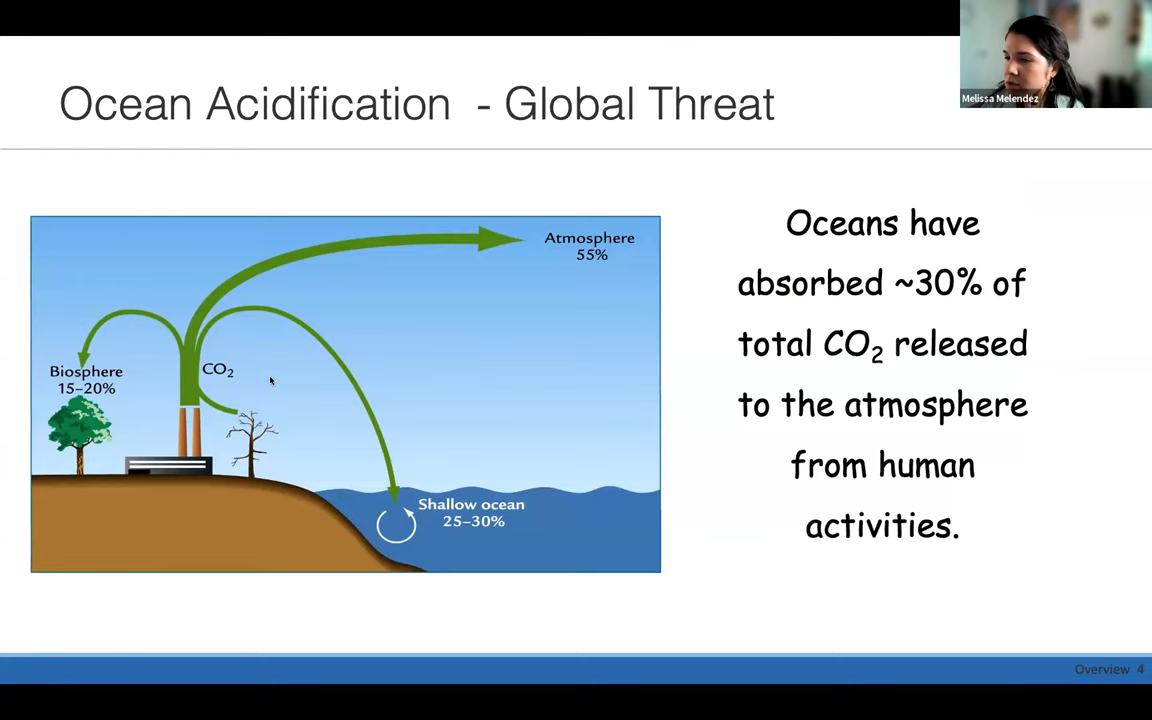 Melissa Melendez
Ocean Acidification - Global Threat
Atmosphere
55%
CO₂
Biosphere
15–20%
Shallow ocean
25–30%
Oceans have
absorbed ~30% of
total CO₂ released
to the atmosphere
from human
activities.
Overview 4